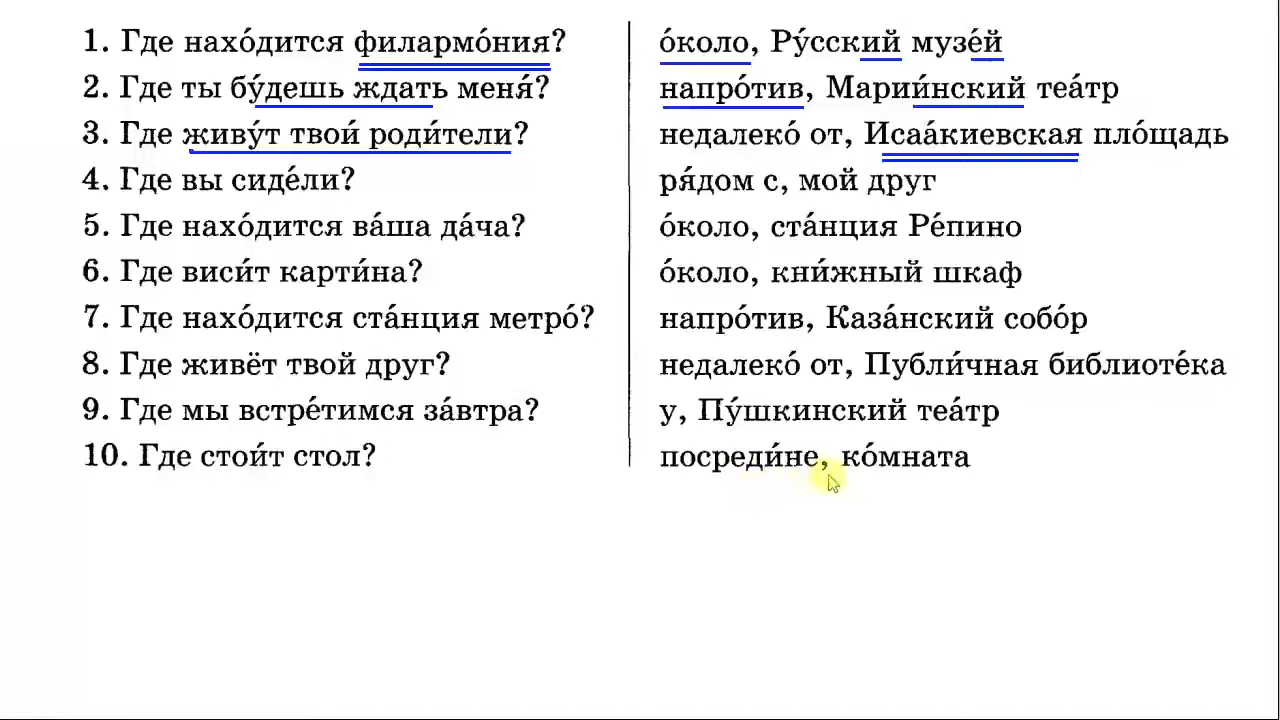 1. Где нахо́дится филармо́ния? о́коло, Ру́сский музе́й
2. Где ты бу́дешь ждать меня́? напро́тив, Марии́нский теа́тр
3. Где живу́т твои́ роди́тели? недалеко́ от, Исаа́киевская пло́щадь
4. Где вы сиде́ли? ря́дом с, мой друг
5. Где нахо́дится ва́ша да́ча? о́коло, ста́нция Ре́пино
6. Где виси́т карти́на? о́коло, кни́жный шкаф
7. Где нахо́дится ста́нция метро́? напро́тив, Каза́нский собо́р
8. Где живёт твой друг? недалеко́ от, Публи́чная библиоте́ка
9. Где мы встре́тимся за́втра? у, Пу́шкинский теа́тр
10. Где стои́т стол? посреди́не, ко́мната